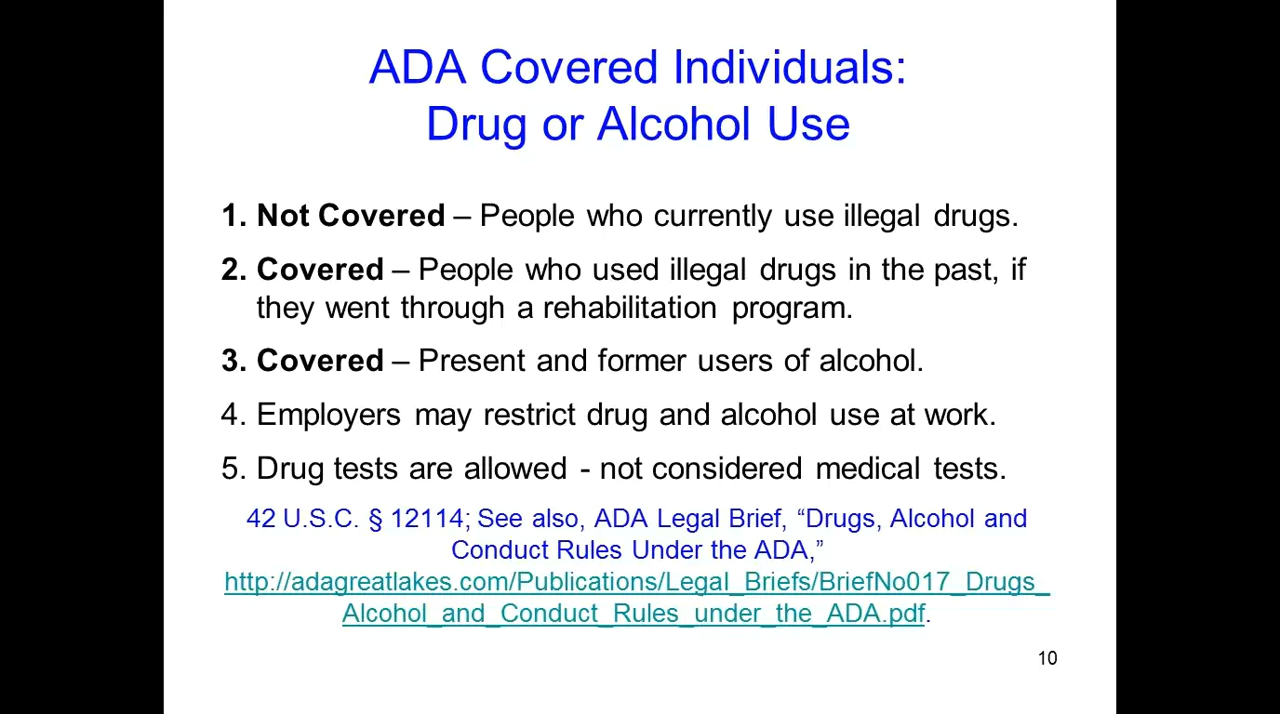 ADA Covered Individuals:
Drug or Alcohol Use
1. Not Covered – People who currently use illegal drugs.
2. Covered – People who used illegal drugs in the past, if
they went through a rehabilitation program.
3. Covered – Present and former users of alcohol.
4. Employers may restrict drug and alcohol use at work.
5. Drug tests are allowed - not considered medical tests.
42 U.S.C. § 12114; See also, ADA Legal Brief, “Drugs, Alcohol and
Conduct Rules Under the ADA,”
http://adagreatlakes.com/Publications/Legal_Briefs/BriefNo017_Drugs_
Alcohol_and_Conduct_Rules_under_the_ADA.pdf.
10